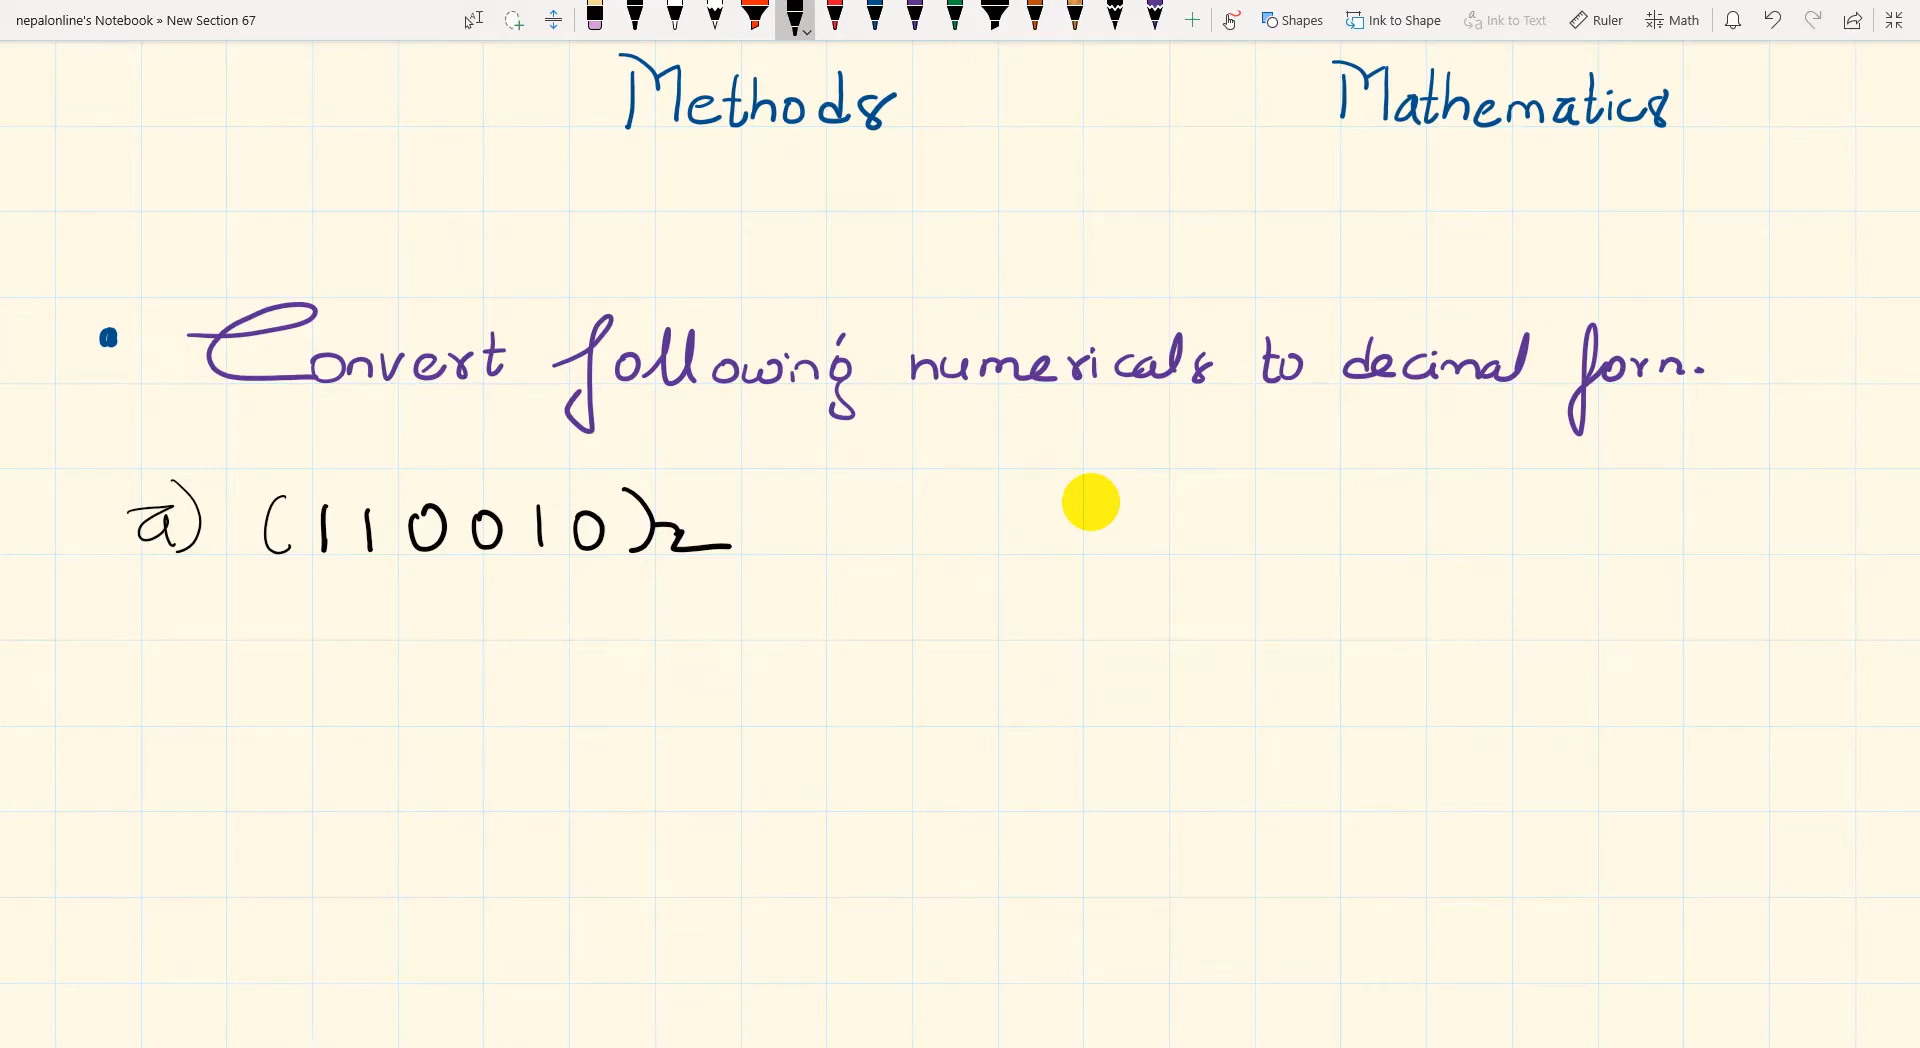 nepalonline's Notebook » New Section 67
Shapes Ink to Shape Ink to Text Ruler Math
Methods Mathematics
Convert following numericals to decimal form.
a) (110010)2